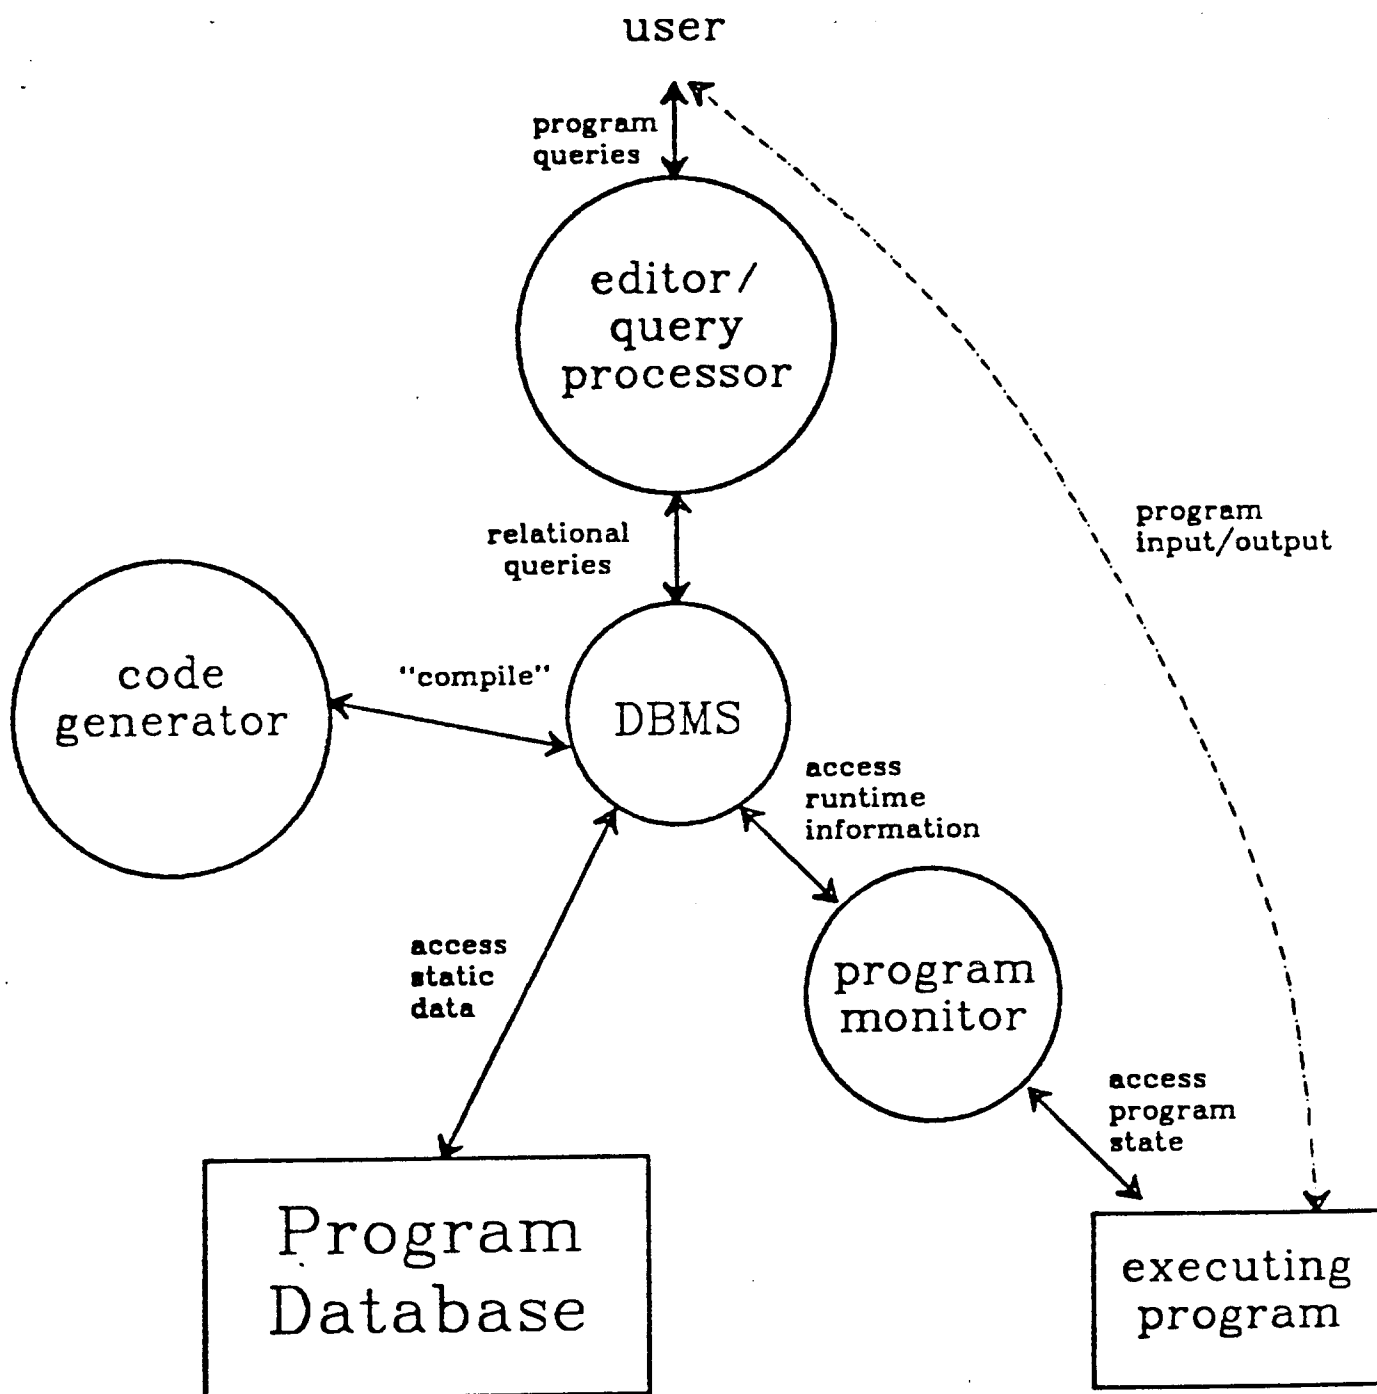 user
program
queries
editor/
query
processor
relational
queries
program
input/output
code
generator
"compile"
DBMS
access
runtime
information
access
static
data
program
monitor
access
program
state
Program
Database
executing
program